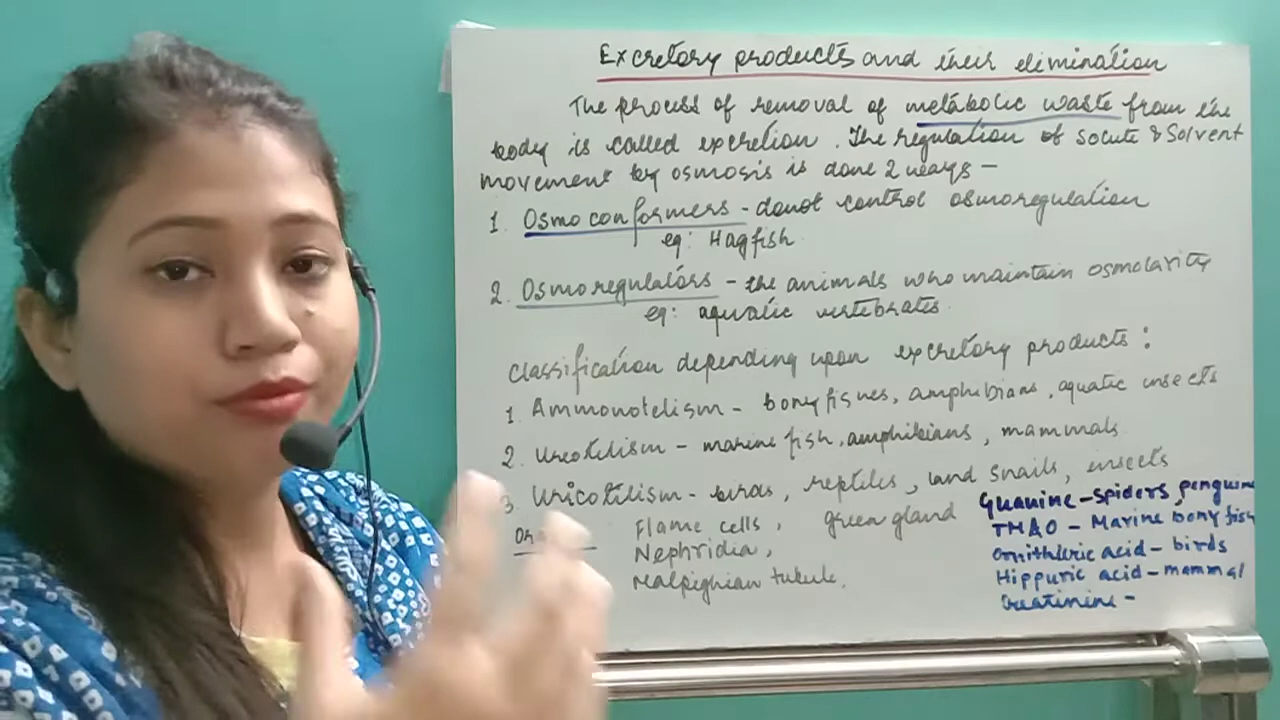 Excretory products and their elimination
The process of removal of metabolic waste from the
body is called excretion. The regulation of solute & Solvent
movement by osmosis is done 2 ways -
1. Osmoconformers - donot control osmoregulation
eg: Hagfish
2. Osmoregulators - the animals who maintain osmolarity
eg: aquatic vertebrates.
Classification depending upon excretory products :
1. Ammonotelism - bony fishes, amphibians, aquatic insects
2. Ureotelism - marine fish, amphibians, mammals
3 Uricotelism - birds, reptiles, land snails, insects
Flame cells, green gland
Nephridia,
Malpighian tubule.
Guanine - Spiders, penguine
TMAO - Marine bony fish
Ornitheric acid - birds
Hippuric acid - mammal
Creatinine -